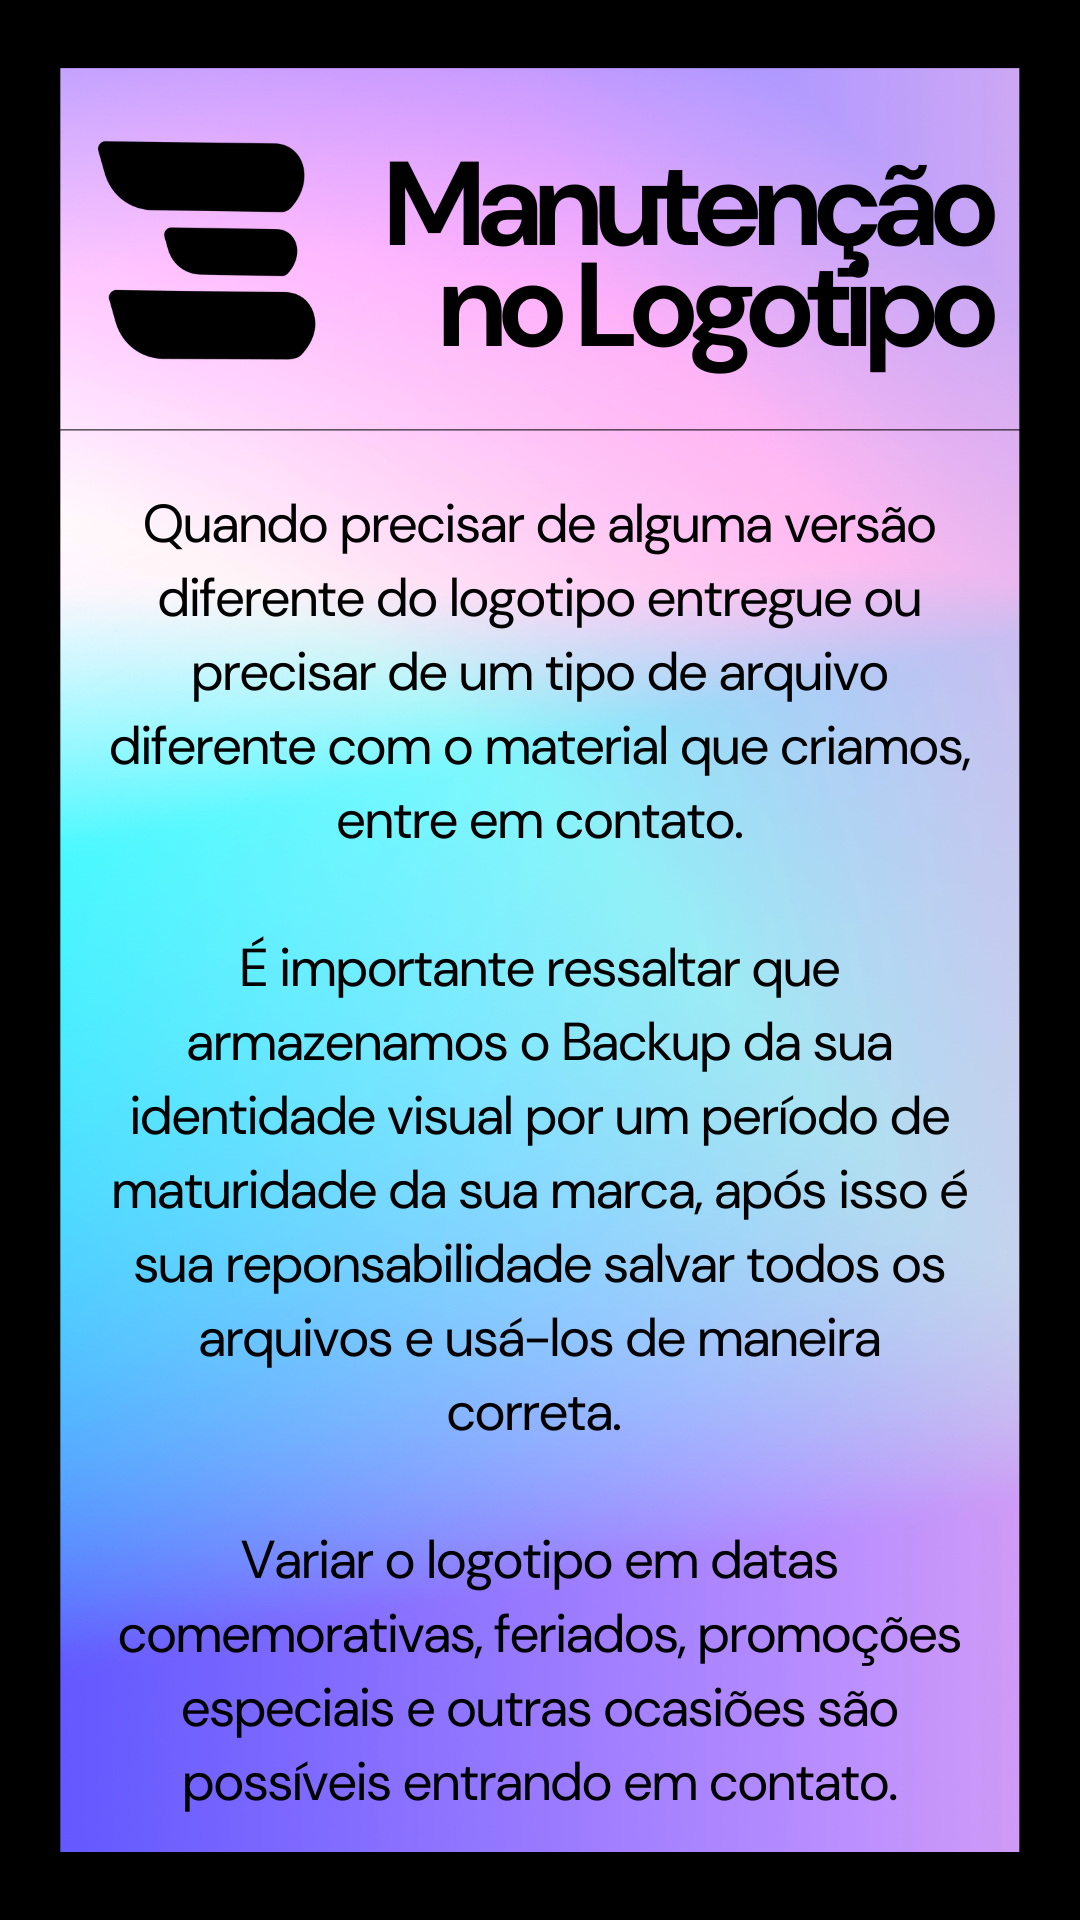 Manutenção
no Logotipo
Quando precisar de alguma versão
diferente do logotipo entregue ou
precisar de um tipo de arquivo
diferente com o material que criamos,
entre em contato.
É importante ressaltar que
armazenamos o Backup da sua
identidade visual por um período de
maturidade da sua marca, após isso é
sua reponsabilidade salvar todos os
arquivos e usá-los de maneira
correta.
Variar o logotipo em datas
comemorativas, feriados, promoções
especiais e outras ocasiões são
possíveis entrando em contato.